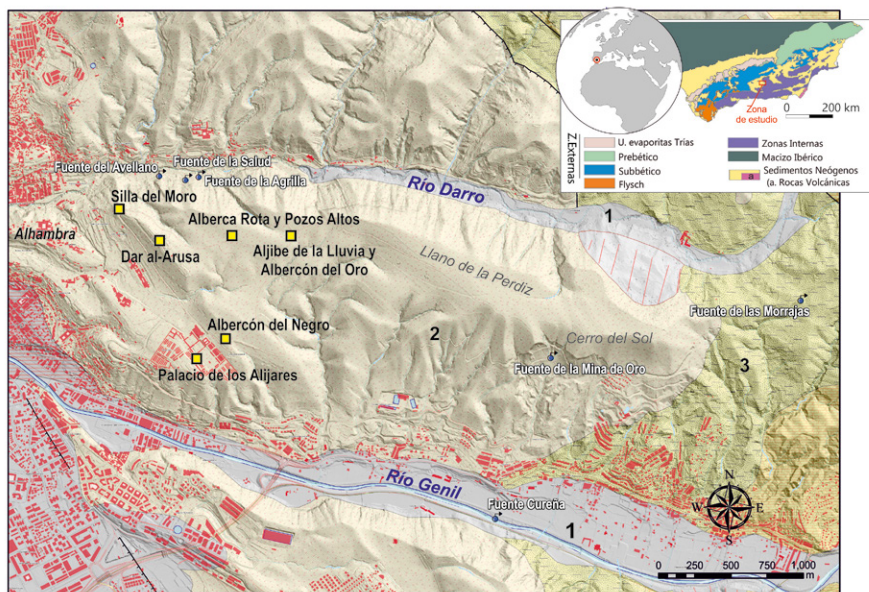 Zona
de estudio
0 200 km
Z.Externas
U. evaporitas Trías
Prebético
Subbético
Flysch
Zonas Internas
Macizo Ibérico
a
Sedimentos Neógenos
(a. Rocas Volcánicas)
Fuente del Avellano
Fuente de la Salud
Fuente de la Agrilla
Río Darro
Silla del Moro
Alberca Rota y Pozos Altos
1
Alhambra
Dar al-Arusa
Aljibe de la Lluvia y
Albercón del Oro
Llano de la Perdiz
Fuente de las Morrajas
Albercón del Negro
2
Cerro del Sol
Palacio de los Alijares
Fuente de la Mina de Oro
3
Río Genil
N
W E
S
Fuente Cureña
1
0 250 500 750 1,000
m